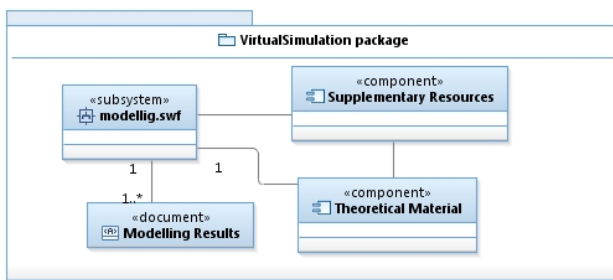 VirtualSimulation package
«subsystem»
modellig.swf
«component»
Supplementary Resources
1
1
1..*
«component»
Theoretical Material
«document»
Modelling Results